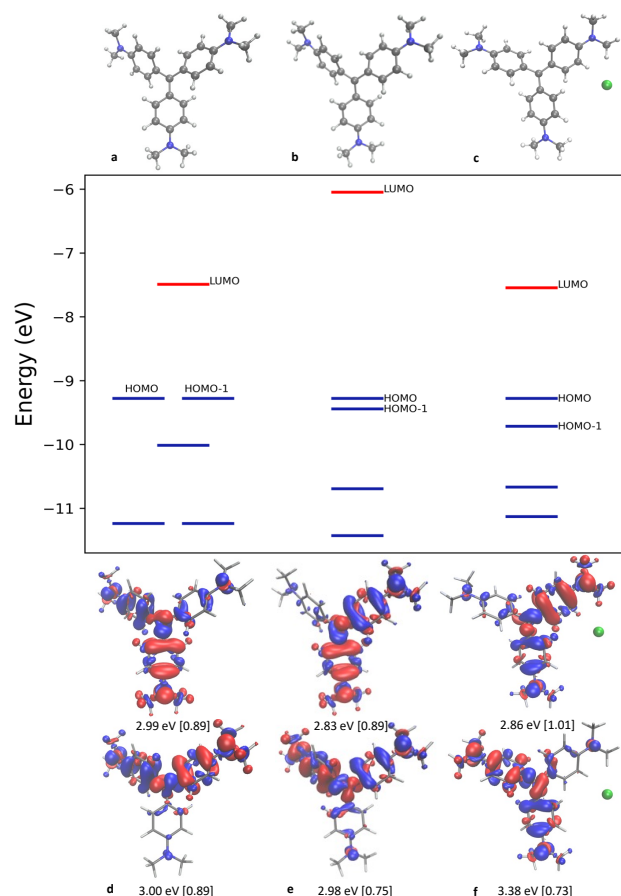 a b c
−6
LUMO
−7
LUMO
LUMO
−8
−9
HOMO HOMO-1
HOMO
HOMO-1
HOMO
HOMO-1
−10
−11
Energy (eV)
2.99 eV [0.89] 2.83 eV [0.89] 2.86 eV [1.01]
d 3.00 eV [0.89] e 2.98 eV [0.75] f 3.38 eV [0.73]